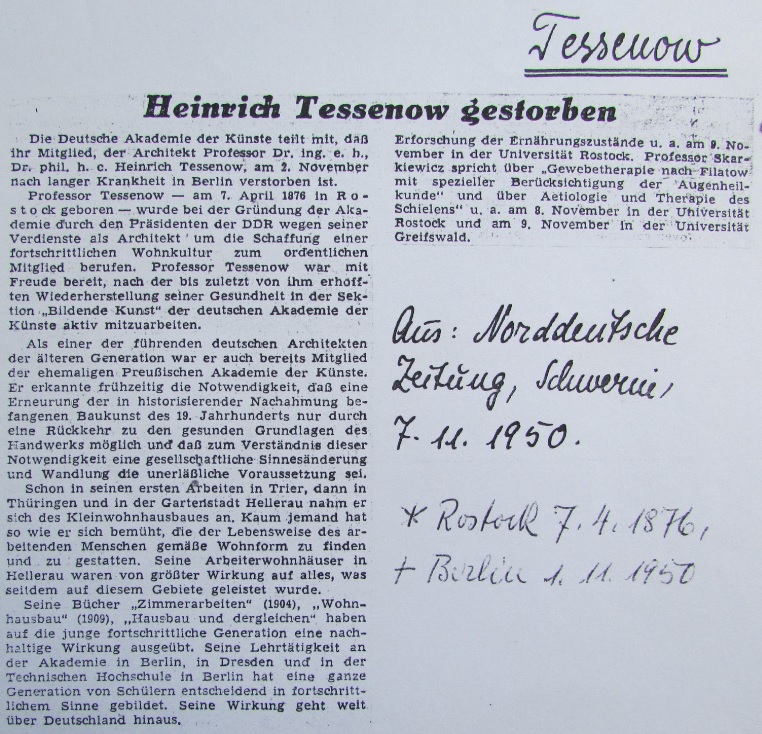 Tessenow
Heinrich Tessenow gestorben
Die Deutsche Akademie der Künste teilt mit, daß
ihr Mitglied, der Architekt Professor Dr. ing. e. h.,
Dr. phil. h. c. Heinrich Tessenow, am 2. November
nach langer Krankheit in Berlin verstorben ist.
Professor Tessenow — am 7. April 1876 in Ro-
stock geboren — wurde bei der Gründung der Aka-
demie durch den Präsidenten der DDR wegen seiner
Verdienste als Architekt um die Schaffung einer
fortschrittlichen Wohnkultur zum ordentlichen
Mitglied berufen. Professor Tessenow war mit
Freude bereit, nach der bis zuletzt von ihm erhoff-
ten Wiederherstellung seiner Gesundheit in der Sek-
tion „Bildende Kunst" der deutschen Akademie der
Künste aktiv mitzuarbeiten.
Als einer der führenden deutschen Architekten
der älteren Generation war er auch bereits Mitglied
der ehemaligen Preußischen Akademie der Künste.
Er erkannte frühzeitig die Notwendigkeit, daß eine
Erneurung der in historisierender Nachahmung be-
fangenen Baukunst des 19. Jahrhunderts nur durch
eine Rückkehr zu den gesunden Grundlagen des
Handwerks möglich und daß zum Verständnis dieser
Notwendigkeit eine gesellschaftliche Sinnesänderung
und Wandlung die unerläßliche Voraussetzung sei.
Schon in seinen ersten Arbeiten in Trier, dann in
Thüringen und in der Gartenstadt Hellerau nahm er
sich des Kleinwohnhausbaues an. Kaum jemand hat
so wie er sich bemüht, die der Lebensweise des ar-
beitenden Menschen gemäße Wohnform zu finden
und zu gestatten. Seine Arbeiterwohnhäuser in
Hellerau waren von größter Wirkung auf alles, was
seitdem auf diesem Gebiete geleistet wurde.
Seine Bücher „Zimmerarbeiten" (1904), „Wohn-
hausbau" (1909), „Hausbau und dergleichen" haben
auf die junge fortschrittliche Generation eine nach-
haltige Wirkung ausgeübt. Seine Lehrtätigkeit an
der Akademie in Berlin, in Dresden und in der
Technischen Hochschule in Berlin hat eine ganze
Generation von Schülern entscheidend in fortschritt-
lichem Sinne gebildet. Seine Wirkung geht weit
über Deutschland hinaus.
Erforschung der Ernährungszustände u. a. am 9. No-
vember in der Universität Rostock. Professor Skar-
kiewicz spricht über „Gewebetherapie nach Filatow
mit spezieller Berücksichtigung der Augenheil-
kunde" und über Aetiologie und Therapie des
Schielens" u. a. am 8. November in der Universität
Rostock und am 9. November in der Universität
Greifswald.
Aus: Norddeutsche
Zeitung, Schwerin,
7. 11. 1950.
* Rostock 7. 4. 1876,
+ Berlin 1. 11. 1950